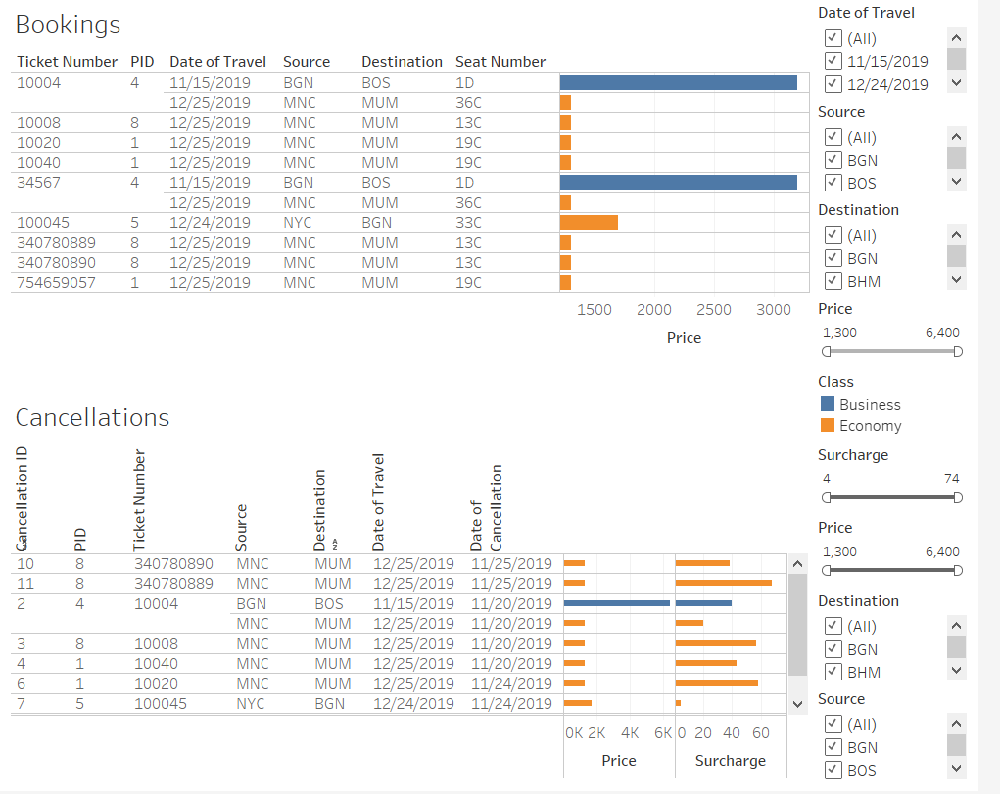 Bookings
Ticket Number PID Date of Travel Source Destination Seat Number
10004 4 11/15/2019 BGN BOS 1D
12/25/2019 MNC MUM 36C
10008 8 12/25/2019 MNC MUM 13C
10020 1 12/25/2019 MNC MUM 19C
10040 1 12/25/2019 MNC MUM 19C
34567 4 11/15/2019 BGN BOS 1D
12/25/2019 MNC MUM 36C
100045 5 12/24/2019 NYC BGN 33C
340780889 8 12/25/2019 MNC MUM 13C
340780890 8 12/25/2019 MNC MUM 13C
754659057 1 12/25/2019 MNC MUM 19C
1500 2000 2500 3000
Price
Cancellations
Cancellation ID
PID
Ticket Number
Source
Destination
Date of Travel
Date of
Cancellation
10 8 340780890 MNC MUM 12/25/2019 11/25/2019
11 8 340780889 MNC MUM 12/25/2019 11/25/2019
2 4 10004 BGN BOS 11/15/2019 11/20/2019
MNC MUM 12/25/2019 11/20/2019
3 8 10008 MNC MUM 12/25/2019 11/20/2019
4 1 10040 MNC MUM 12/25/2019 11/20/2019
6 1 10020 MNC MUM 12/25/2019 11/24/2019
7 5 100045 NYC BGN 12/24/2019 11/24/2019
0K 2K 4K 6K 0 20 40 60
Price Surcharge
Date of Travel
(All)
11/15/2019
12/24/2019
Source
(All)
BGN
BOS
Destination
(All)
BGN
BHM
Price
1,300 6,400
Class
Business
Economy
Surcharge
4 74
Price
1,300 6,400
Destination
(All)
BGN
BHM
Source
(All)
BGN
BOS